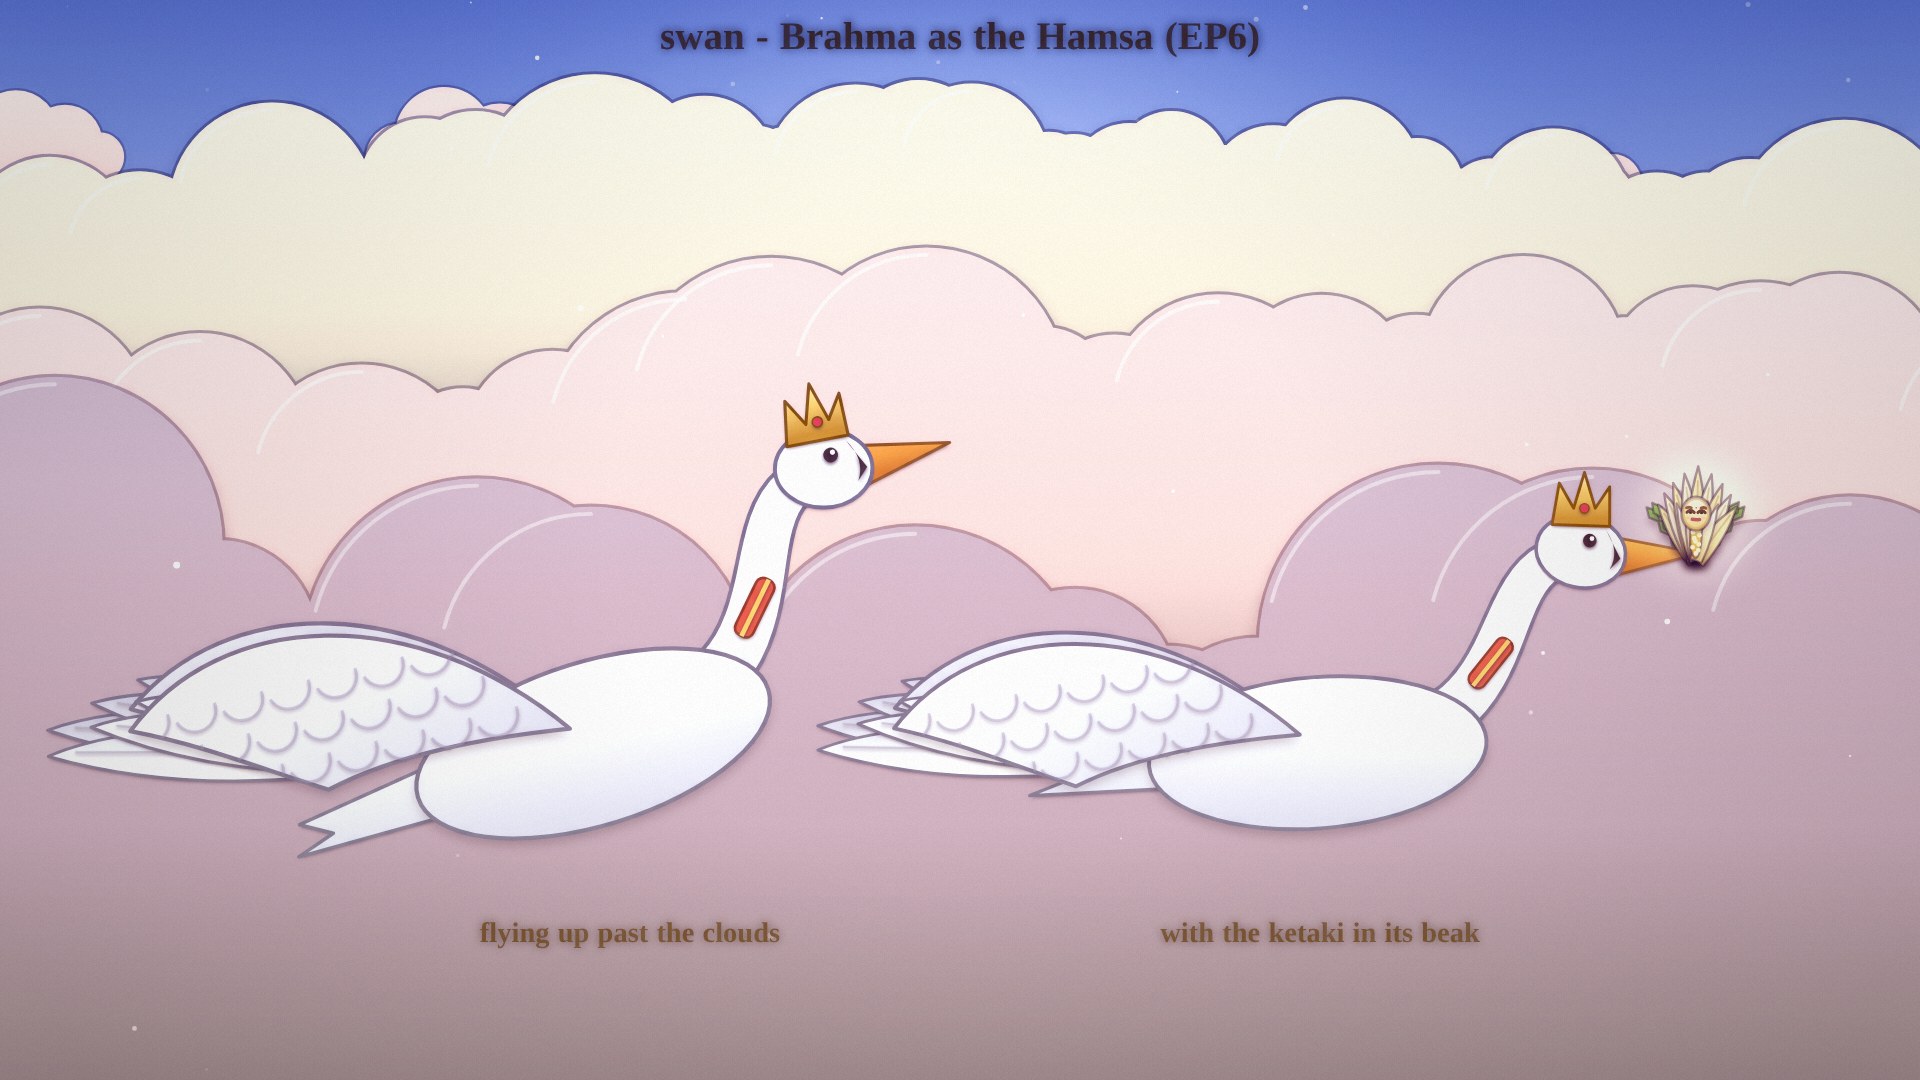 swan - Brahma as the Hamsa (EP6)
flying up past the clouds
with the ketaki in its beak